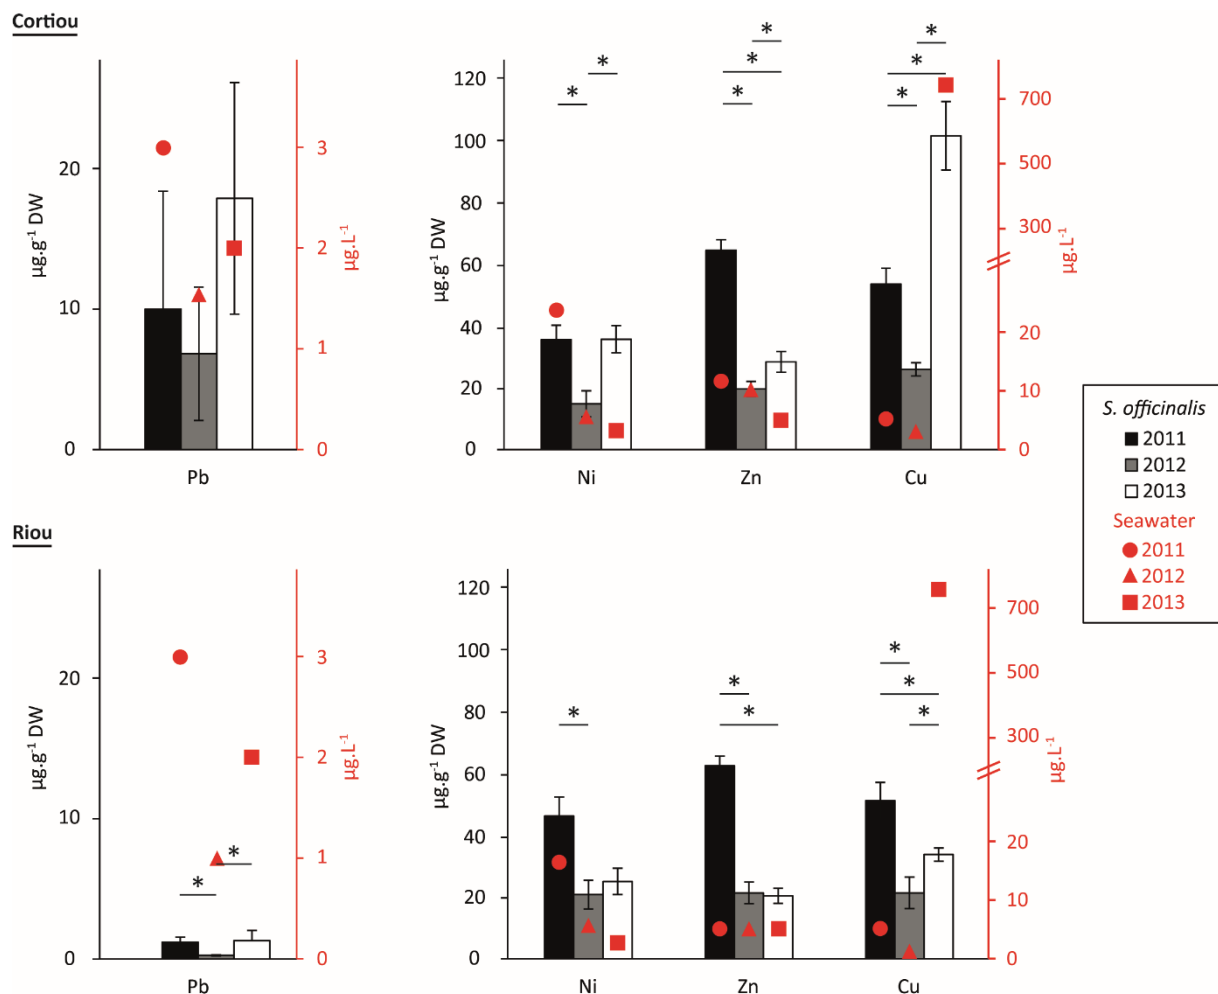 Cortiou
* * * * * * * *
120
100
80
60
40
20
0
20
10
0
3
2
1
0
700
500
300
20
10
0
µg.g⁻¹ DW
µg.L⁻¹
µg.g⁻¹ DW
µg.L⁻¹
Pb
Ni Zn Cu
S. officinalis
2011
2012
2013
Seawater
2011
2012
2013
Riou
* * * * * * * *
20
10
0
3
2
1
0
120
100
80
60
40
20
0
700
500
300
20
10
0
µg.g⁻¹ DW
µg.L⁻¹
µg.g⁻¹ DW
µg.L⁻¹
Pb
Ni Zn Cu